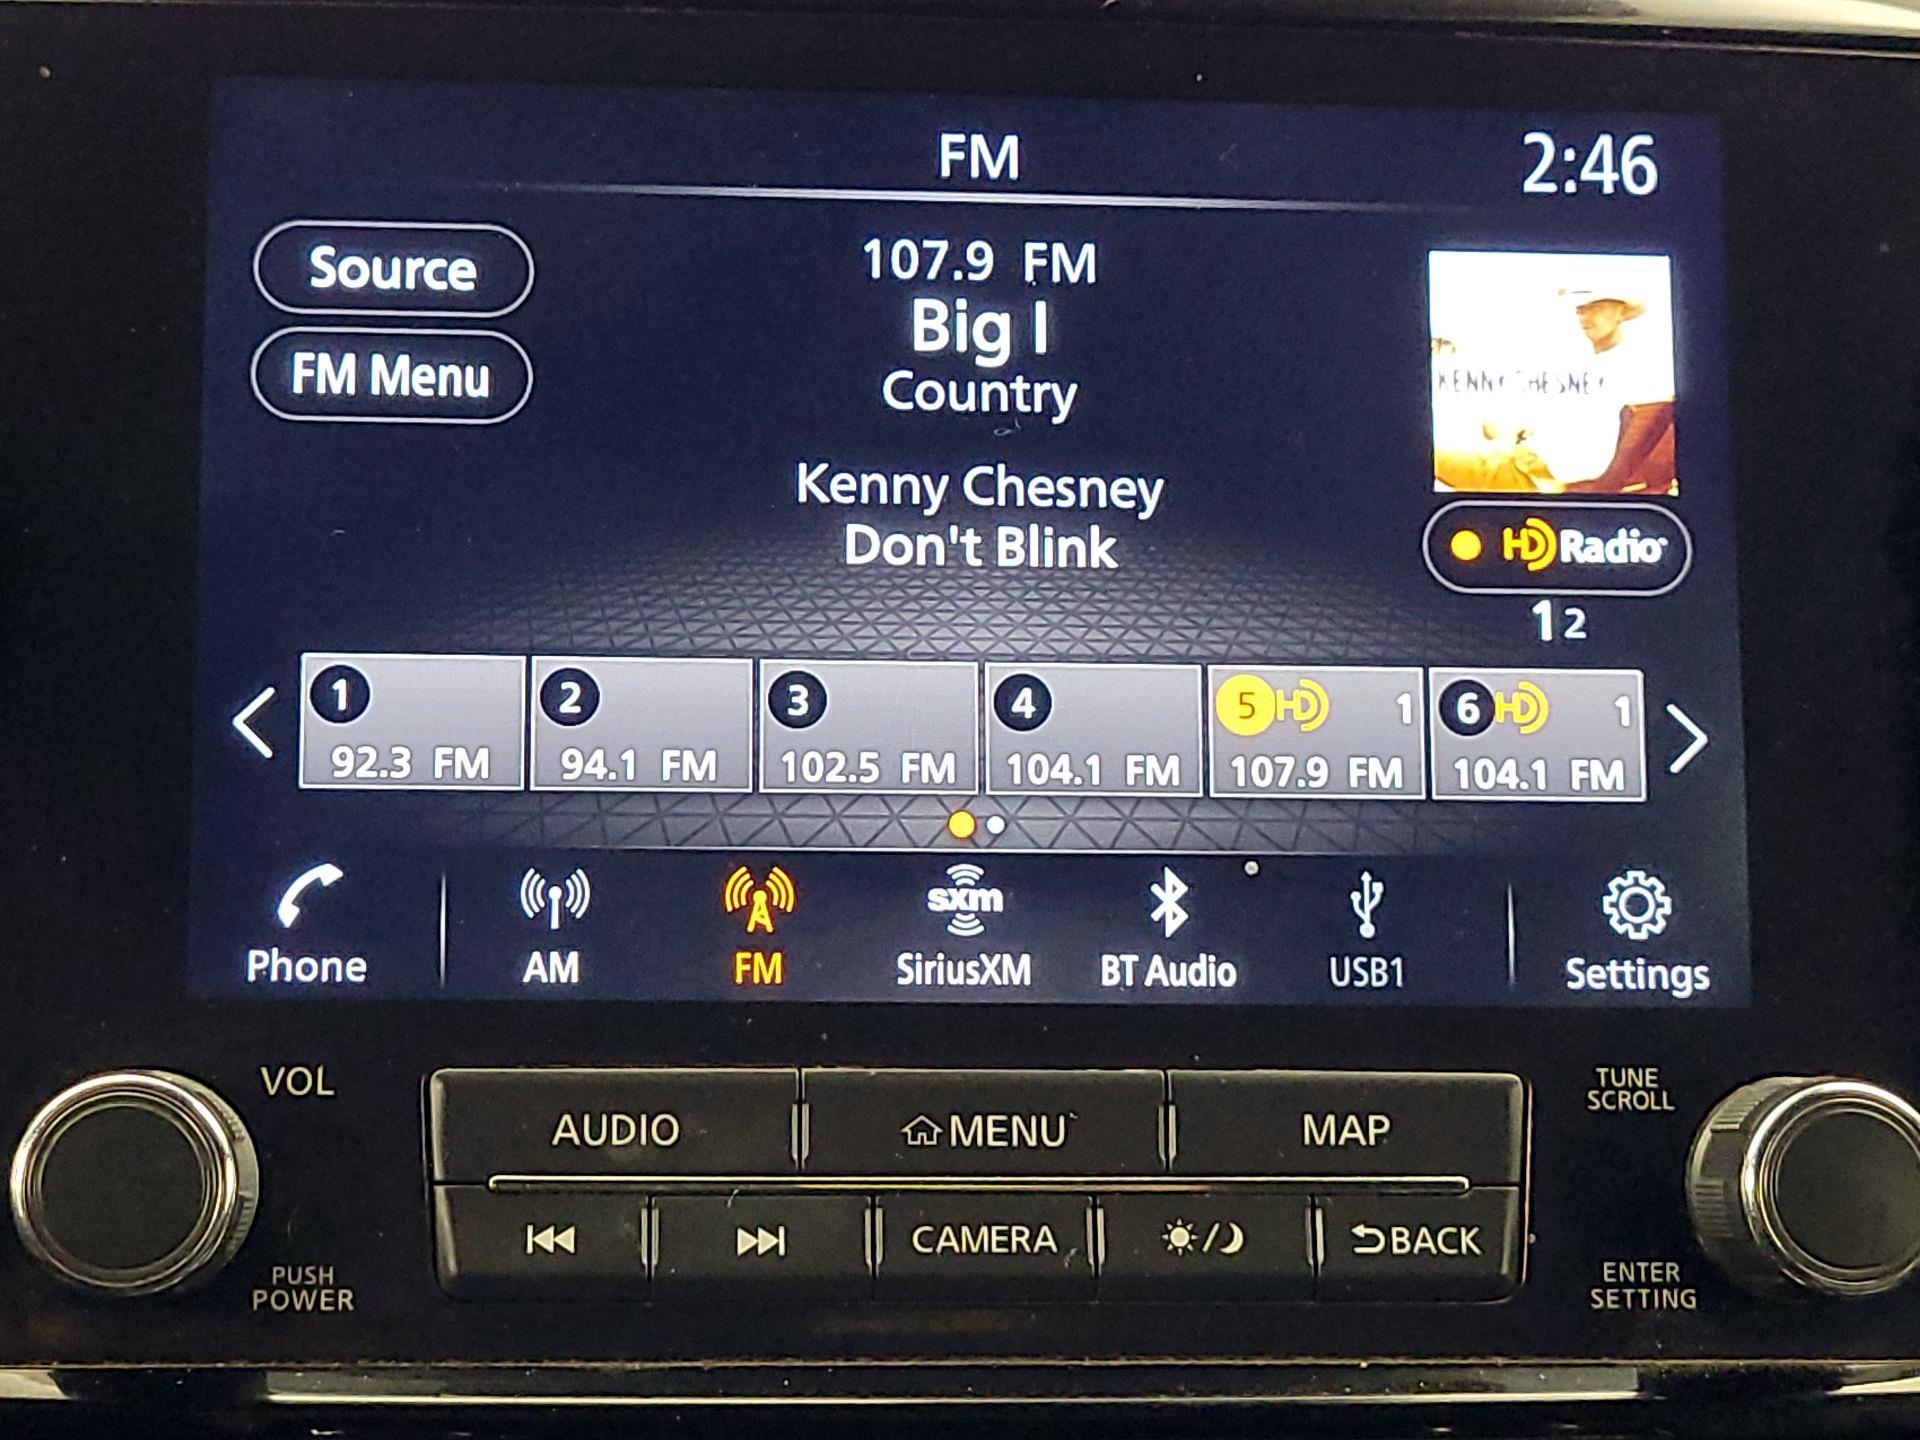 FM
2:46
Source
FM Menu
107.9 FM
Big I
Country
Kenny Chesney
Don't Blink
KENNY CHESNEY
HD Radio
1 2
1
92.3 FM
2
94.1 FM
3
102.5 FM
4
104.1 FM
5 HD 1
107.9 FM
6 HD 1
104.1 FM
Phone
AM
FM
sxm
SiriusXM
BT Audio
USB1
Settings
VOL
PUSH
POWER
AUDIO
MENU
MAP
CAMERA
BACK
TUNE
SCROLL
ENTER
SETTING